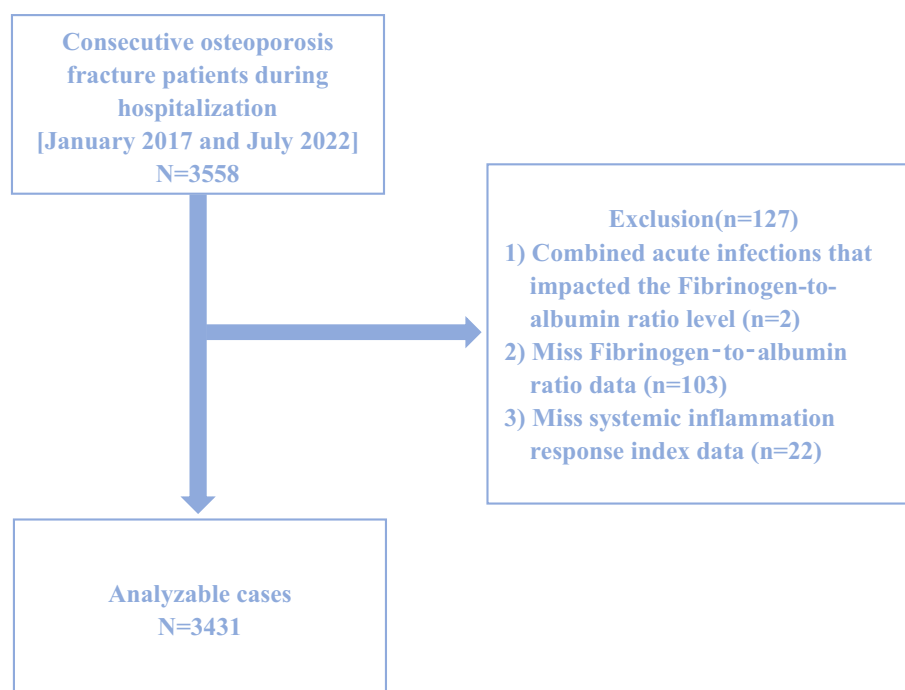 Consecutive osteoporosis
fracture patients during
hospitalization
[January 2017 and July 2022]
N=3558
Exclusion(n=127)
1) Combined acute infections that
impacted the Fibrinogen-to-
albumin ratio level (n=2)
2) Miss Fibrinogen-to-albumin
ratio data (n=103)
3) Miss systemic inflammation
response index data (n=22)
Analyzable cases
N=3431